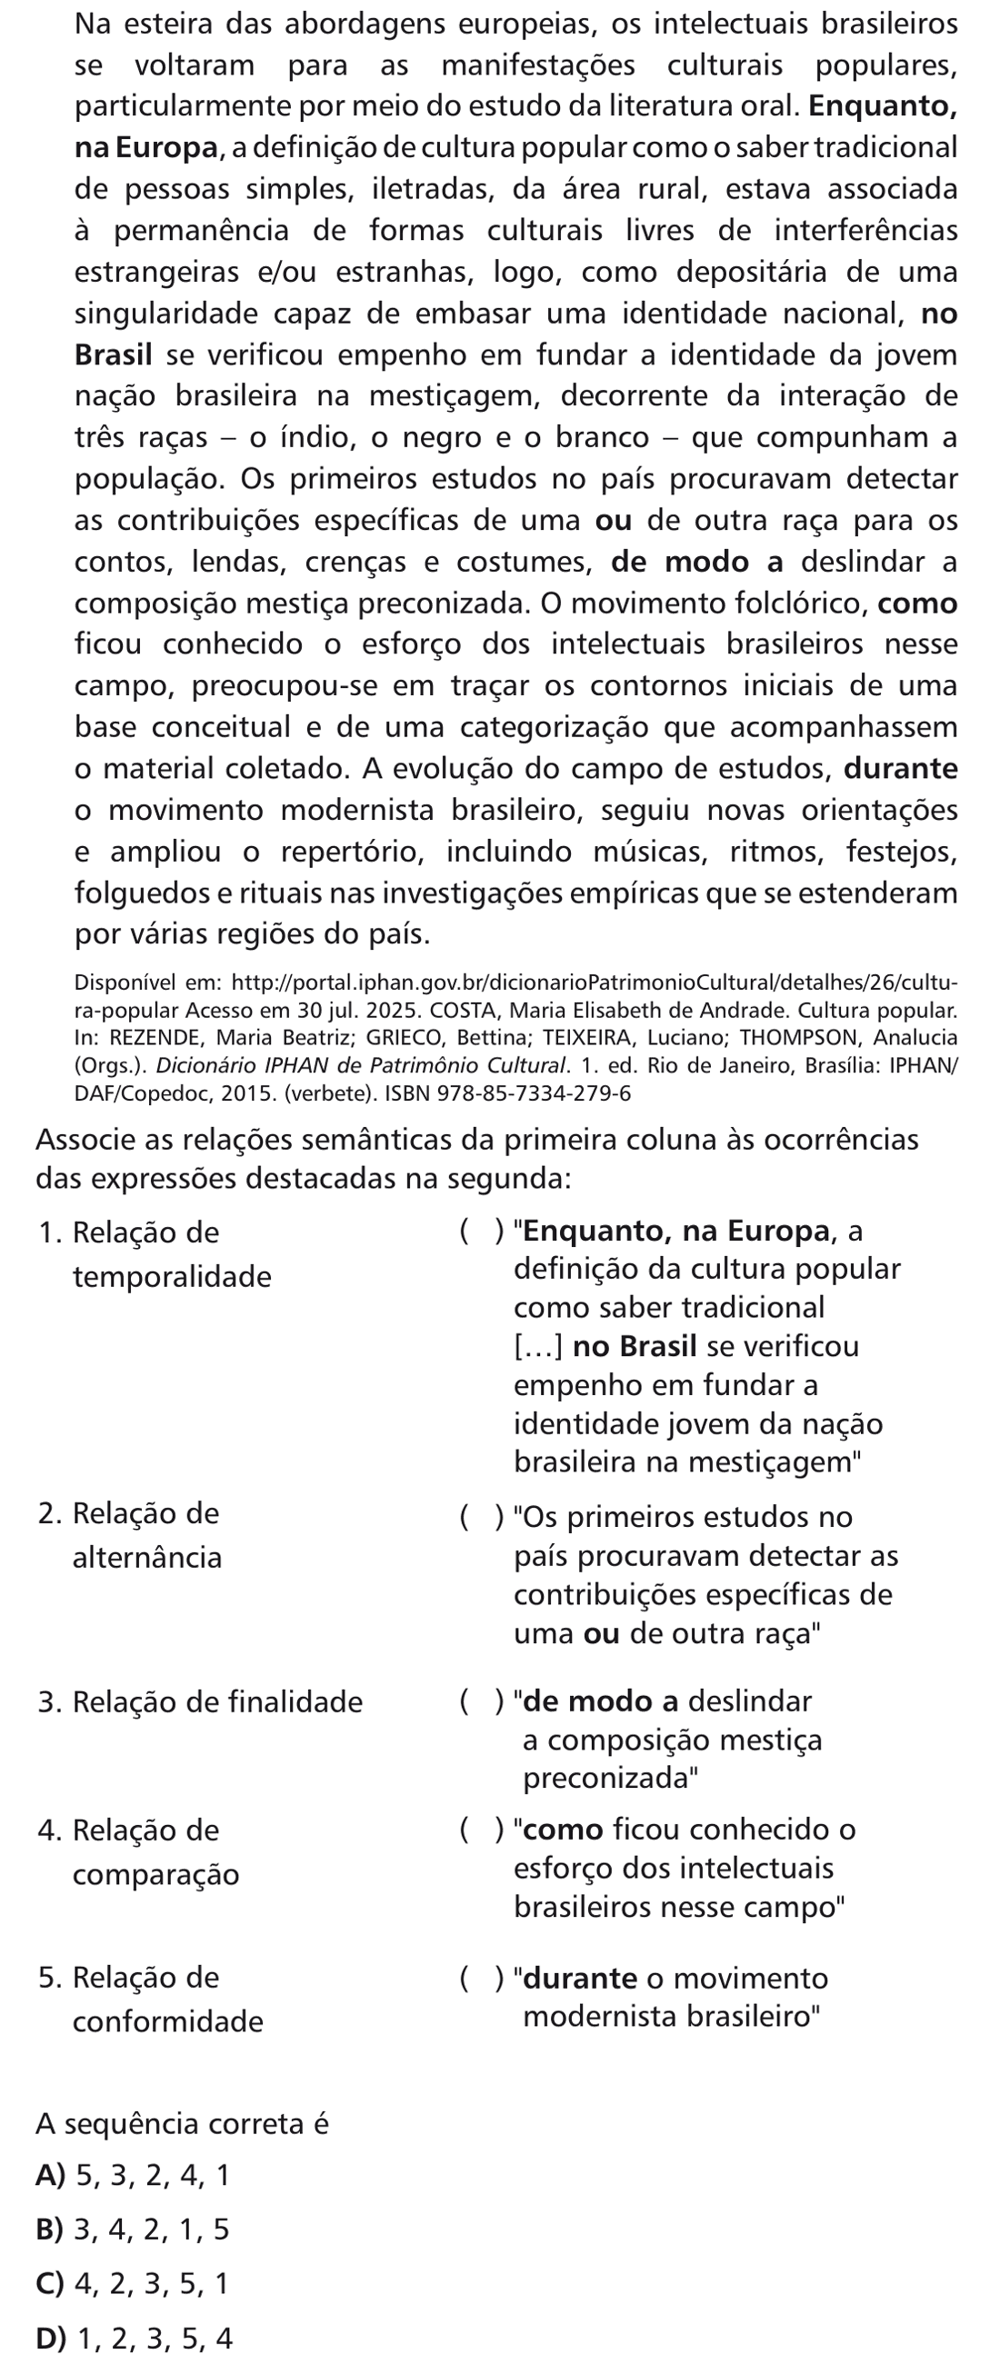 Na esteira das abordagens europeias, os intelectuais brasileiros
se voltaram para as manifestações culturais populares,
particularmente por meio do estudo da literatura oral. Enquanto,
na Europa, a definição de cultura popular como o saber tradicional
de pessoas simples, iletradas, da área rural, estava associada
à permanência de formas culturais livres de interferências
estrangeiras e/ou estranhas, logo, como depositária de uma
singularidade capaz de embasar uma identidade nacional, no
Brasil se verificou empenho em fundar a identidade da jovem
nação brasileira na mestiçagem, decorrente da interação de
três raças – o índio, o negro e o branco – que compunham a
população. Os primeiros estudos no país procuravam detectar
as contribuições específicas de uma ou de outra raça para os
contos, lendas, crenças e costumes, de modo a deslindar a
composição mestiça preconizada. O movimento folclórico, como
ficou conhecido o esforço dos intelectuais brasileiros nesse
campo, preocupou-se em traçar os contornos iniciais de uma
base conceitual e de uma categorização que acompanhassem
o material coletado. A evolução do campo de estudos, durante
o movimento modernista brasileiro, seguiu novas orientações
e ampliou o repertório, incluindo músicas, ritmos, festejos,
folguedos e rituais nas investigações empíricas que se estenderam
por várias regiões do país.
Disponível em: http://portal.iphan.gov.br/dicionarioPatrimonioCultural/detalhes/26/cultu-
ra-popular Acesso em 30 jul. 2025. COSTA, Maria Elisabeth de Andrade. Cultura popular.
In: REZENDE, Maria Beatriz; GRIECO, Bettina; TEIXEIRA, Luciano; THOMPSON, Analucia
(Orgs.). Dicionário IPHAN de Patrimônio Cultural. 1. ed. Rio de Janeiro, Brasília: IPHAN/
DAF/Copedoc, 2015. (verbete). ISBN 978-85-7334-279-6
Associe as relações semânticas da primeira coluna às ocorrências
das expressões destacadas na segunda:
1. Relação de
temporalidade
( ) "Enquanto, na Europa, a
definição da cultura popular
como saber tradicional
[...] no Brasil se verificou
empenho em fundar a
identidade jovem da nação
brasileira na mestiçagem"
2. Relação de
alternância
( ) "Os primeiros estudos no
país procuravam detectar as
contribuições específicas de
uma ou de outra raça"
3. Relação de finalidade
( ) "de modo a deslindar
a composição mestiça
preconizada"
4. Relação de
comparação
( ) "como ficou conhecido o
esforço dos intelectuais
brasileiros nesse campo"
5. Relação de
conformidade
( ) "durante o movimento
modernista brasileiro"
A sequência correta é
A) 5, 3, 2, 4, 1
B) 3, 4, 2, 1, 5
C) 4, 2, 3, 5, 1
D) 1, 2, 3, 5, 4